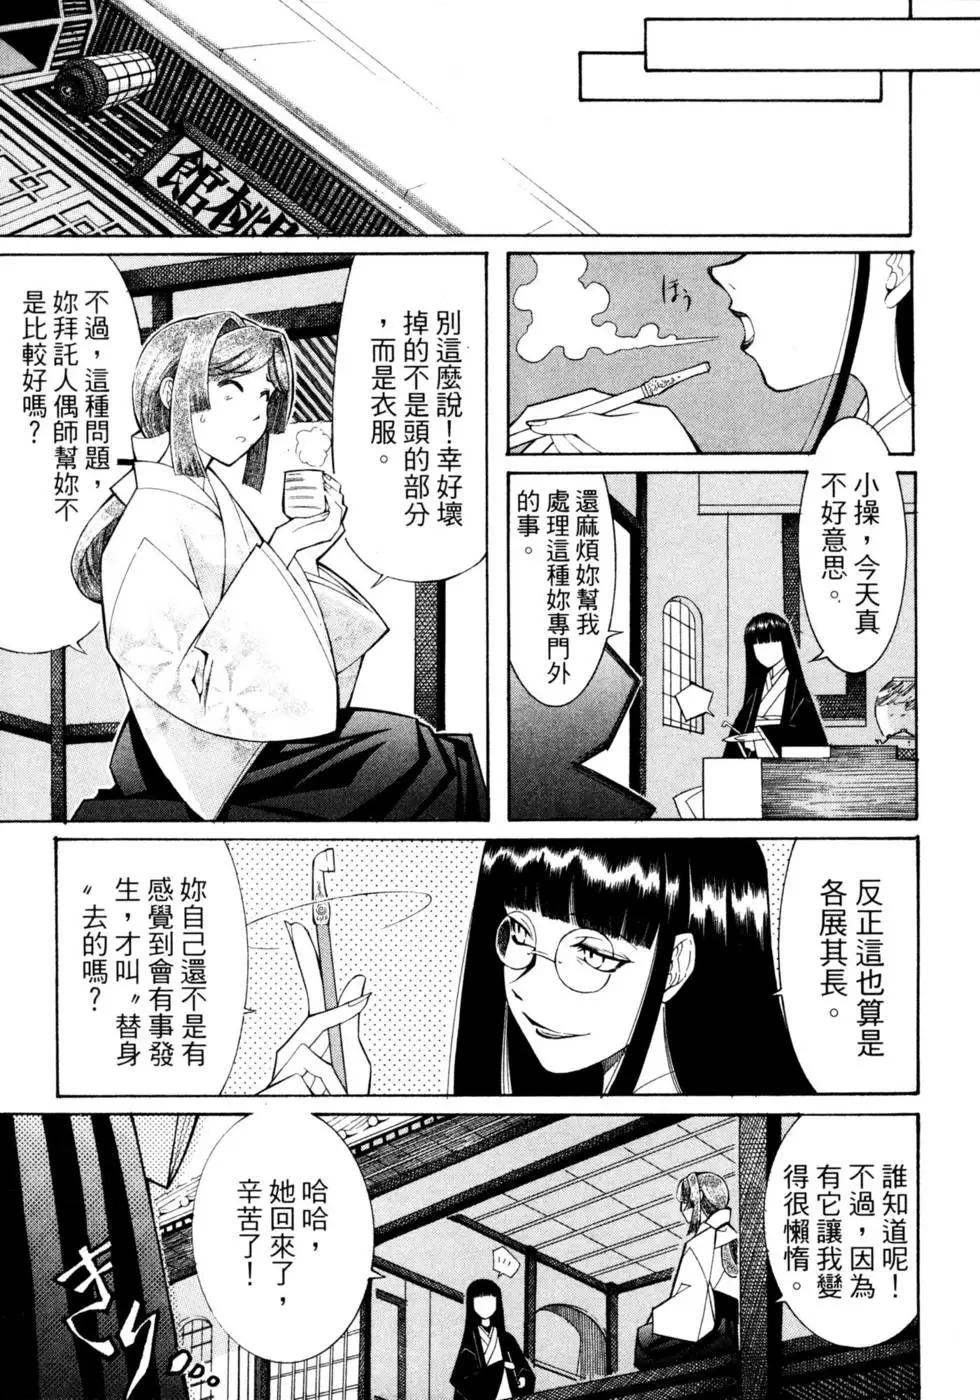 桃館
ほぅ
小操，今天真
不好意思。
還麻煩妳幫我
處理這種妳專門外
的事。
別這麼說！幸好壞
掉的不是頭的部分
，而是衣服。
不過，這種問題，
妳拜託人偶師幫妳不
是比較好嗎？
反正這也算是
各展其長。
妳自己還不是有
感覺到會有事發
生，才叫〝替身
〝去的嗎？
誰知道呢！
不過，因為
有它讓我變
得很懶惰。
哈哈，
她回來了，
辛苦了！
きィり